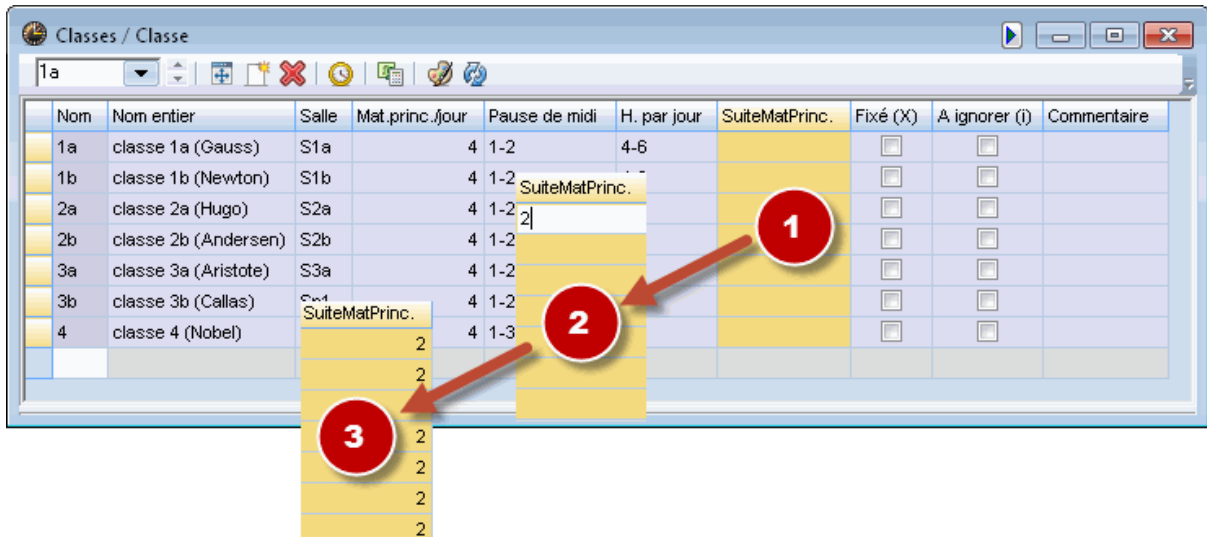 Classes / Classe
1a
Nom Nom entier Salle Mat.princ./jour Pause de midi H. par jour SuiteMatPrinc. Fixé (X) A ignorer (i) Commentaire
1a classe 1a (Gauss) S1a 4 1-2 4-6
1b classe 1b (Newton) S1b 4 1-2
SuiteMatPrinc.
2a classe 2a (Hugo) S2a 4 1-2 2
1
2b classe 2b (Andersen) S2b 4 1-2
3a classe 3a (Aristote) S3a 4 1-2
3b classe 3b (Callas) 4 1-2
SuiteMatPrinc.
2
4 classe 4 (Nobel) 4 1-3
2
2
3
2
2
2
2